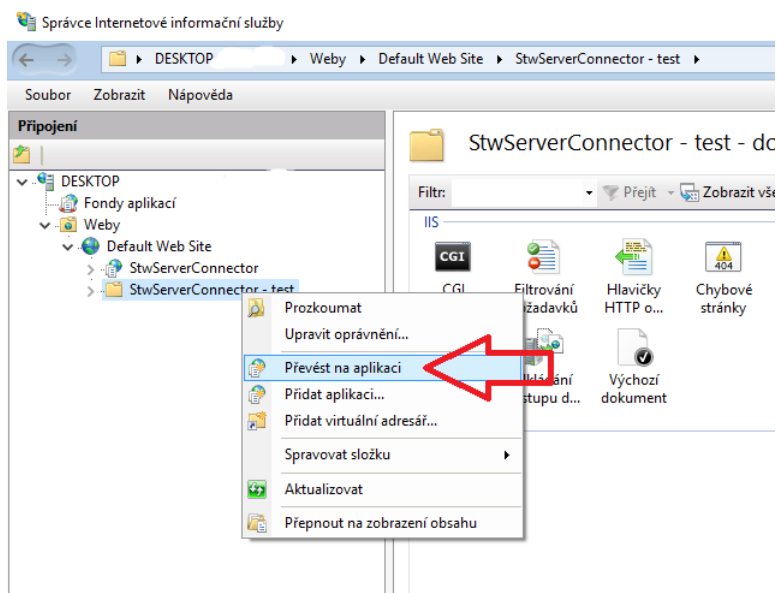 Správce Internetové informační služby
DESKTOP Weby Default Web Site StwServerConnector - test
Soubor Zobrazit Nápověda
Připojení
DESKTOP
Fondy aplikací
Weby
Default Web Site
StwServerConnector
StwServerConnector - test
Prozkoumat
Upravit oprávnění...
Převést na aplikaci
Přidat aplikaci...
Přidat virtuální adresář...
Spravovat složku
Aktualizovat
Přepnout na zobrazení obsahu
StwServerConnector - test - do
Filtr: Přejít Zobrazit vše
IIS
CGI
404
CGI Filtrování Hlavičky Chybové
HTTP o... stránky
Výchozí
stupu d... dokument